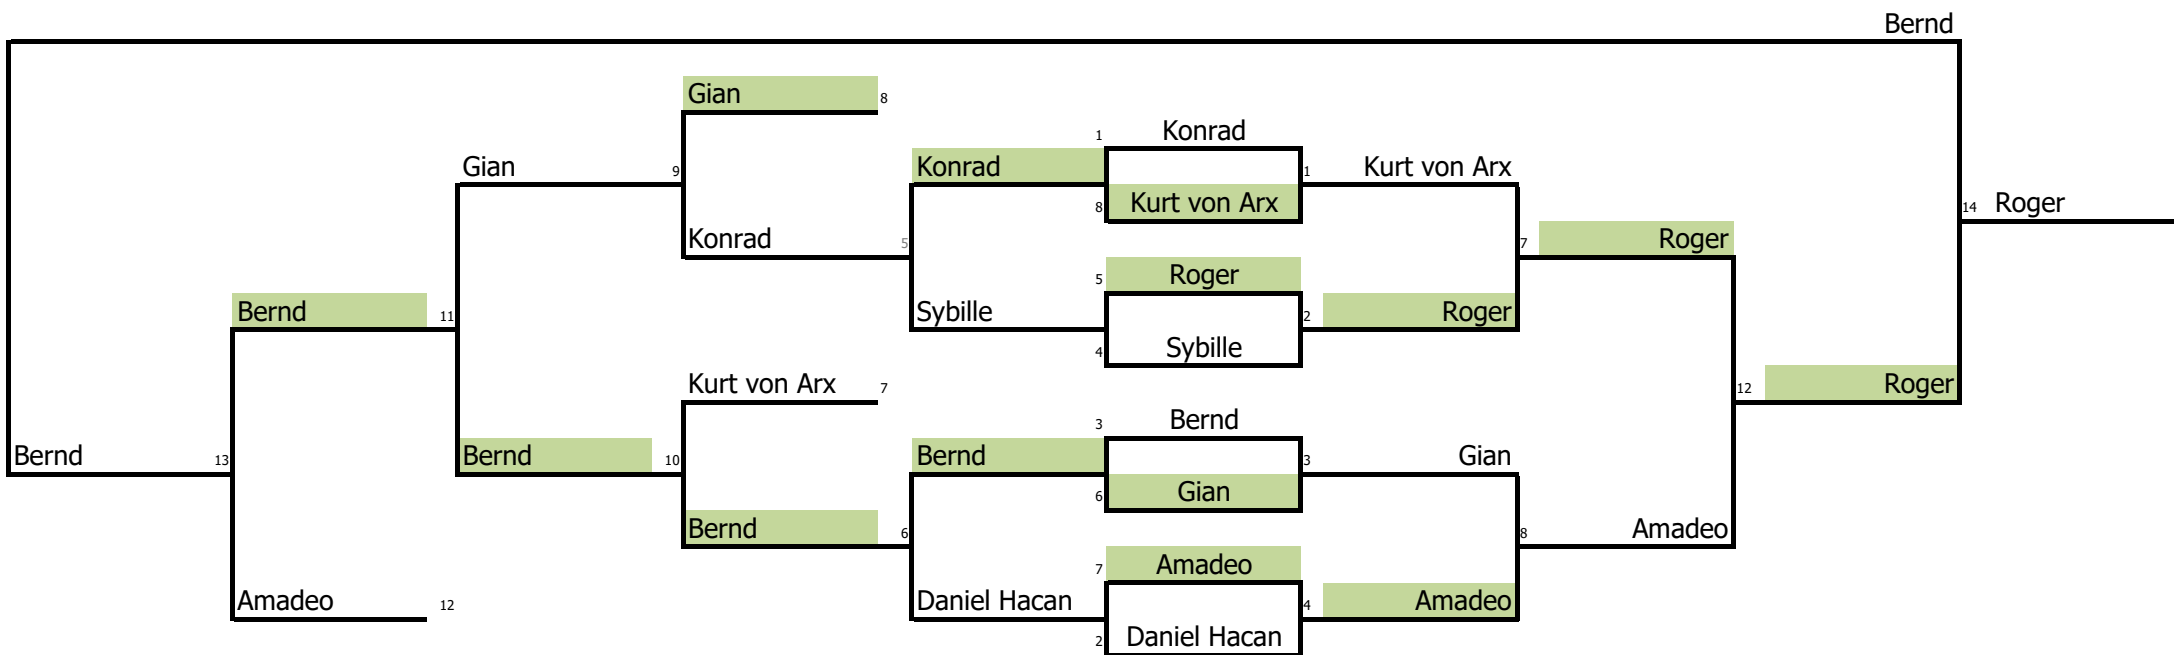 Bernd
Gian 8
1 Konrad
Gian 9 Konrad 1 Kurt von Arx
8 Kurt von Arx 14 Roger
Konrad 5 7 Roger
5 Roger
Bernd 11 Sybille 2 Roger
4 Sybille
Kurt von Arx 7 12 Roger
3 Bernd
Bernd 13 Bernd 10 Bernd 3 Gian
6 Gian
Bernd 6 8 Amadeo
7 Amadeo
Amadeo 12 Daniel Hacan 4 Amadeo
2 Daniel Hacan